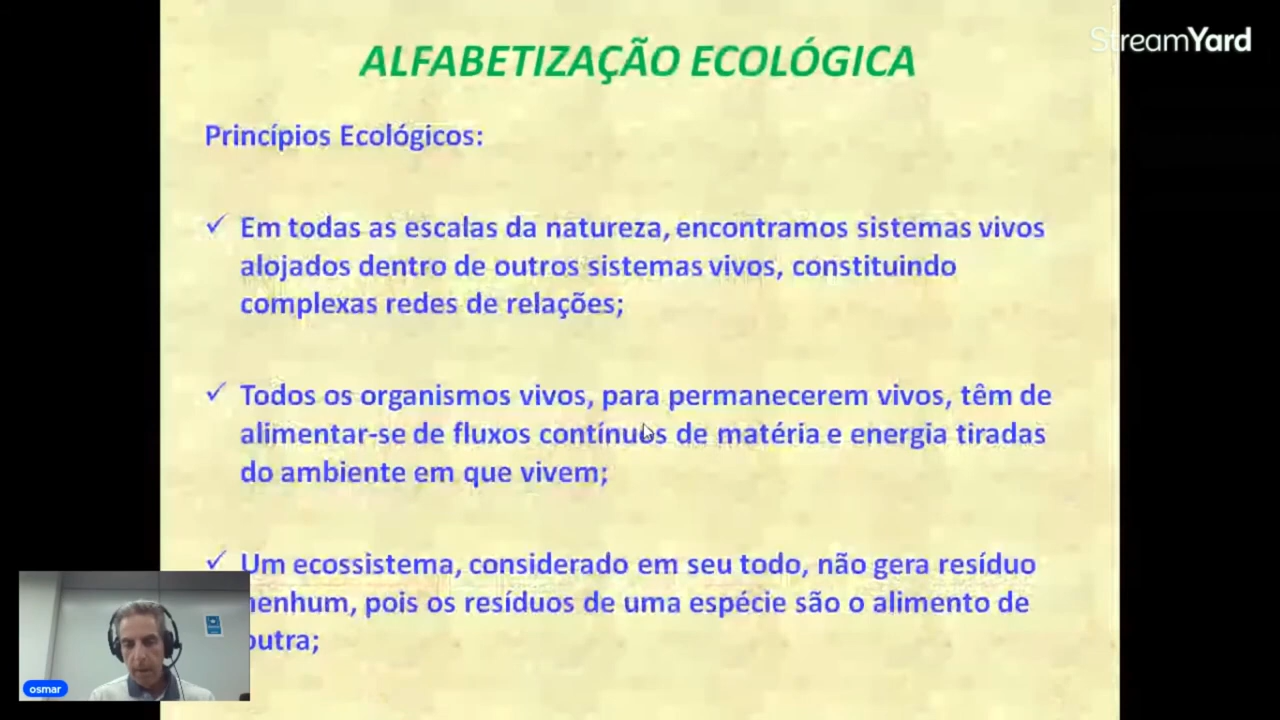 StreamYard
ALFABETIZAÇÃO ECOLÓGICA
Princípios Ecológicos:
Em todas as escalas da natureza, encontramos sistemas vivos
alojados dentro de outros sistemas vivos, constituindo
complexas redes de relações;
Todos os organismos vivos, para permanecerem vivos, têm de
alimentar-se de fluxos contínuos de matéria e energia tiradas
do ambiente em que vivem;
Um ecossistema, considerado em seu todo, não gera resíduo
nenhum, pois os resíduos de uma espécie são o alimento de
outra;
osmar